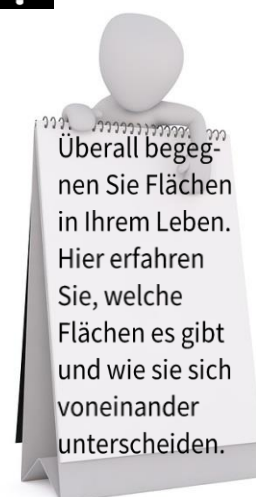 Überall begeg-
nen Sie Flächen
in Ihrem Leben.
Hier erfahren
Sie, welche
Flächen es gibt
und wie sie sich
voneinander
unterscheiden.